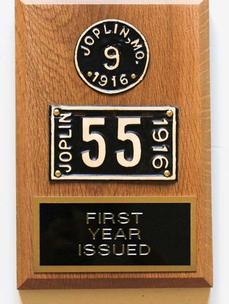 JOPLIN, MO.
9
1916
JOPLIN
55
1916
FIRST
YEAR
ISSUED